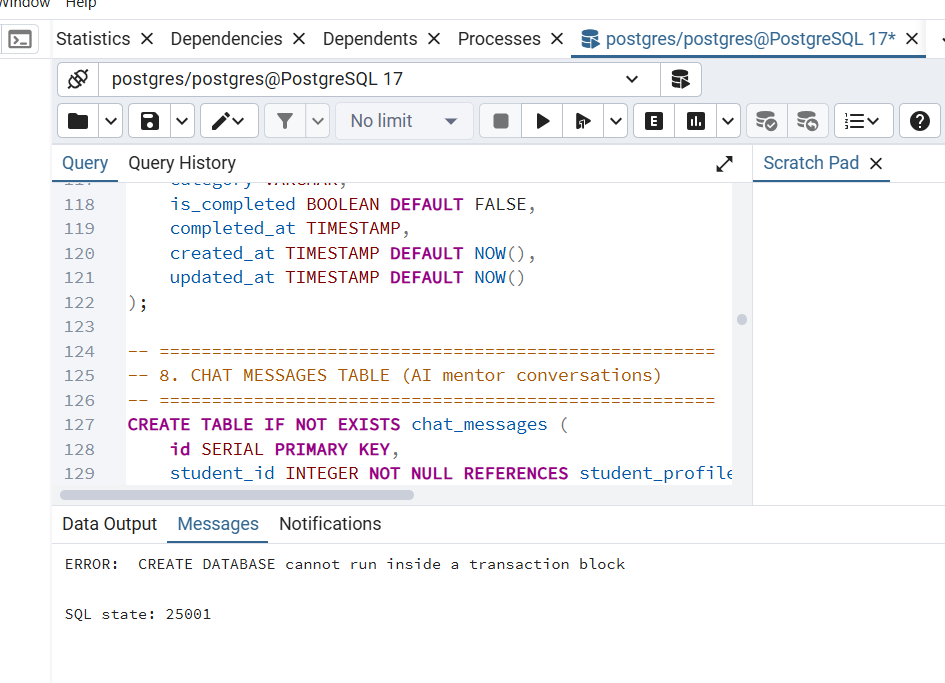 Window Help
Statistics Dependencies Dependents Processes postgres/postgres@PostgreSQL 17*
postgres/postgres@PostgreSQL 17
No limit
E
Query Query History
Scratch Pad
117 category VARCHAR,
118 is_completed BOOLEAN DEFAULT FALSE,
119 completed_at TIMESTAMP,
120 created_at TIMESTAMP DEFAULT NOW(),
121 updated_at TIMESTAMP DEFAULT NOW()
122 );
123
124 -- =====================================================
125 -- 8. CHAT MESSAGES TABLE (AI mentor conversations)
126 -- =====================================================
127 CREATE TABLE IF NOT EXISTS chat_messages (
128 id SERIAL PRIMARY KEY,
129 student_id INTEGER NOT NULL REFERENCES student_profile
Data Output Messages Notifications
ERROR: CREATE DATABASE cannot run inside a transaction block
SQL state: 25001